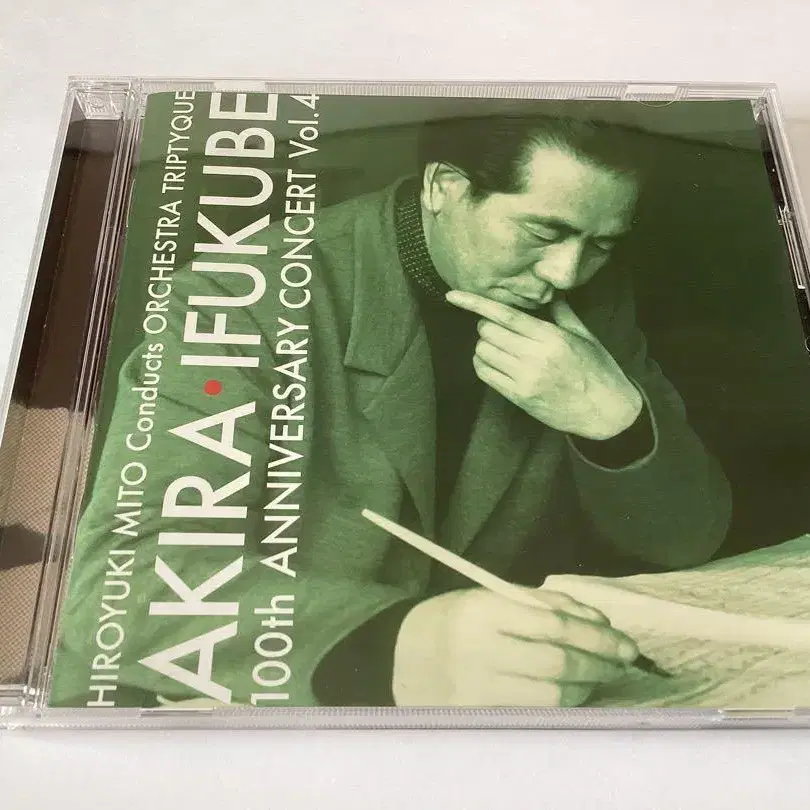 HIROYUKI MITO Conducts ORCHESTRA TRIPTYQUE
AKIRA・IFUKUBE
100th ANNIVERSARY CONCERT Vol.4